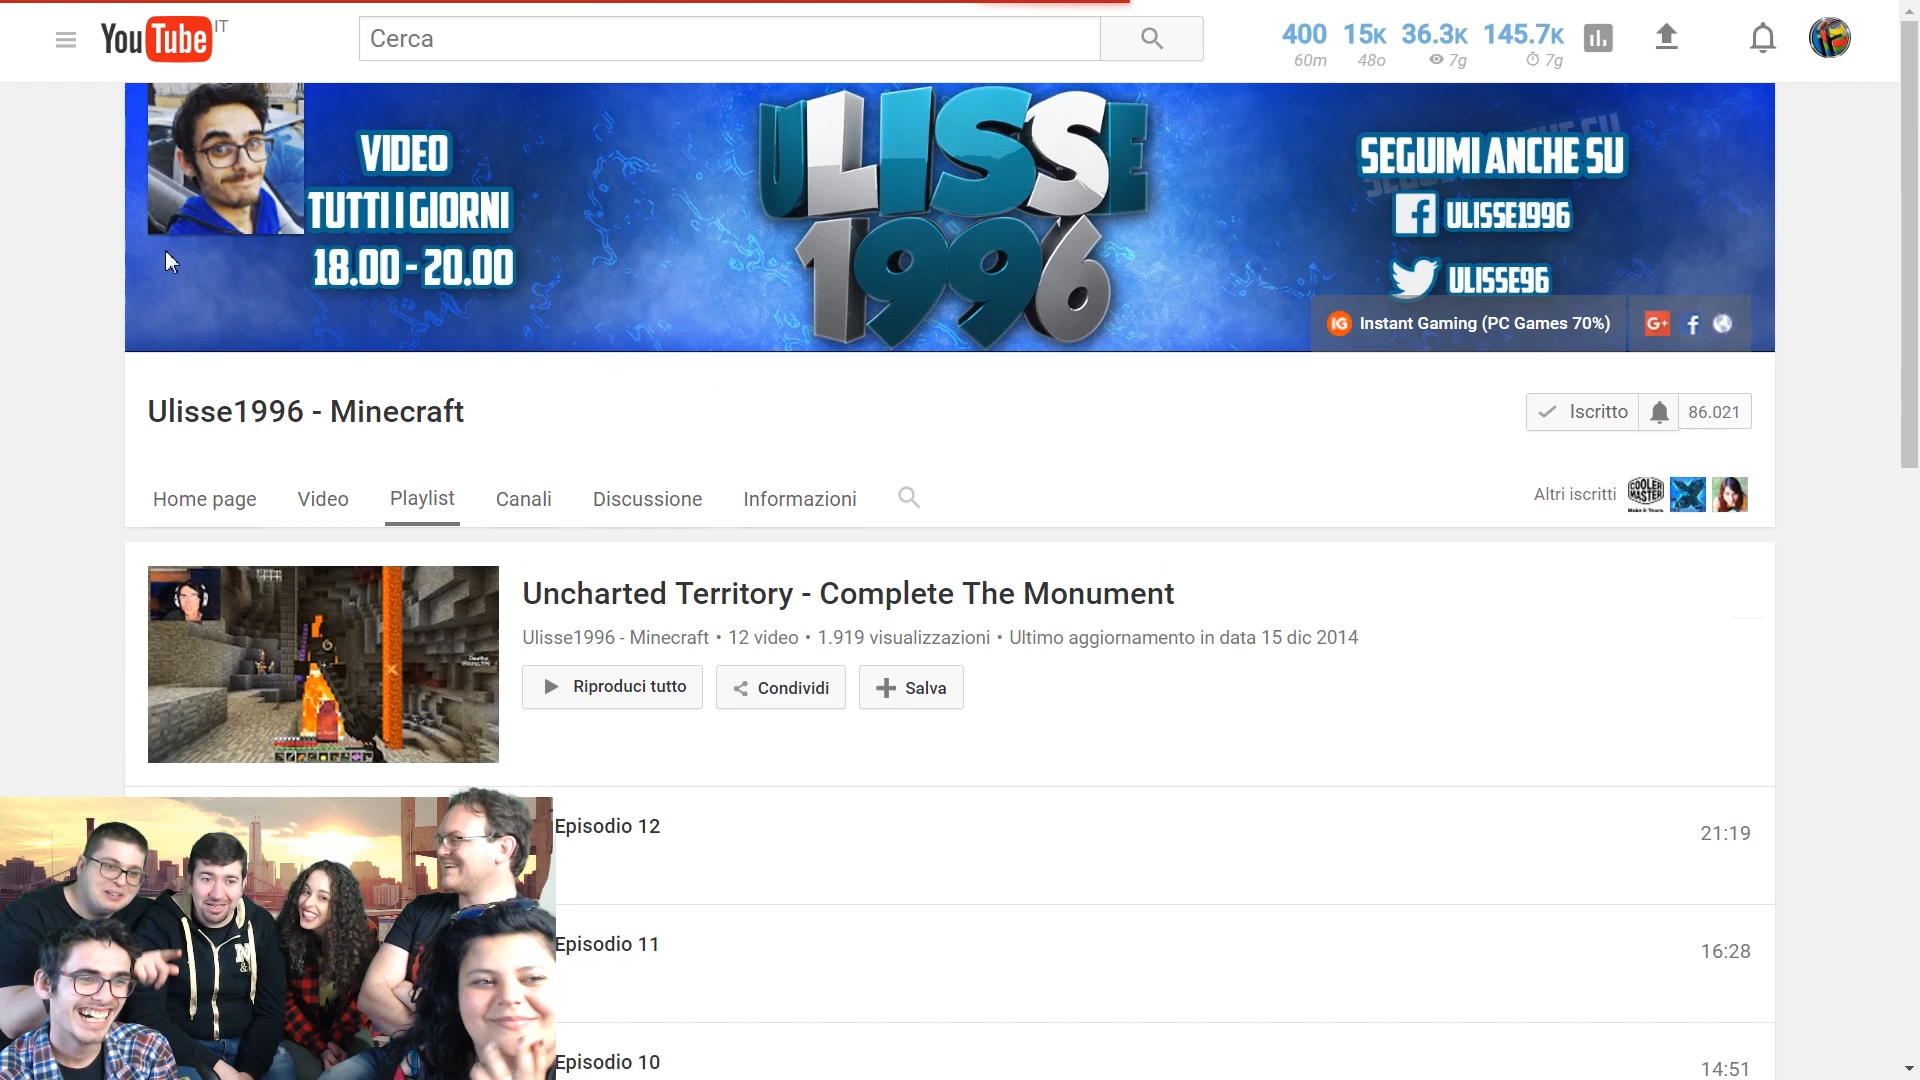 YouTube IT
Cerca
400 15K 36.3K 145.7K
60m 48o 7g 7g
VIDEO
TUTTI I GIORNI
18.00 - 20.00
ULISSE
1996
SEGUIMI ANCHE SU
ULISSE1996
ULISSE96
IG Instant Gaming (PC Games 70%) G+
Ulisse1996 - Minecraft
Iscritto 86.021
Home page Video Playlist Canali Discussione Informazioni
Altri iscritti COOLER MASTER
Uncharted Territory - Complete The Monument
Ulisse1996 - Minecraft • 12 video • 1.919 visualizzazioni • Ultimo aggiornamento in data 15 dic 2014
Riproduci tutto Condividi Salva
Episodio 12 21:19
Episodio 11 16:28
Episodio 10 14:51